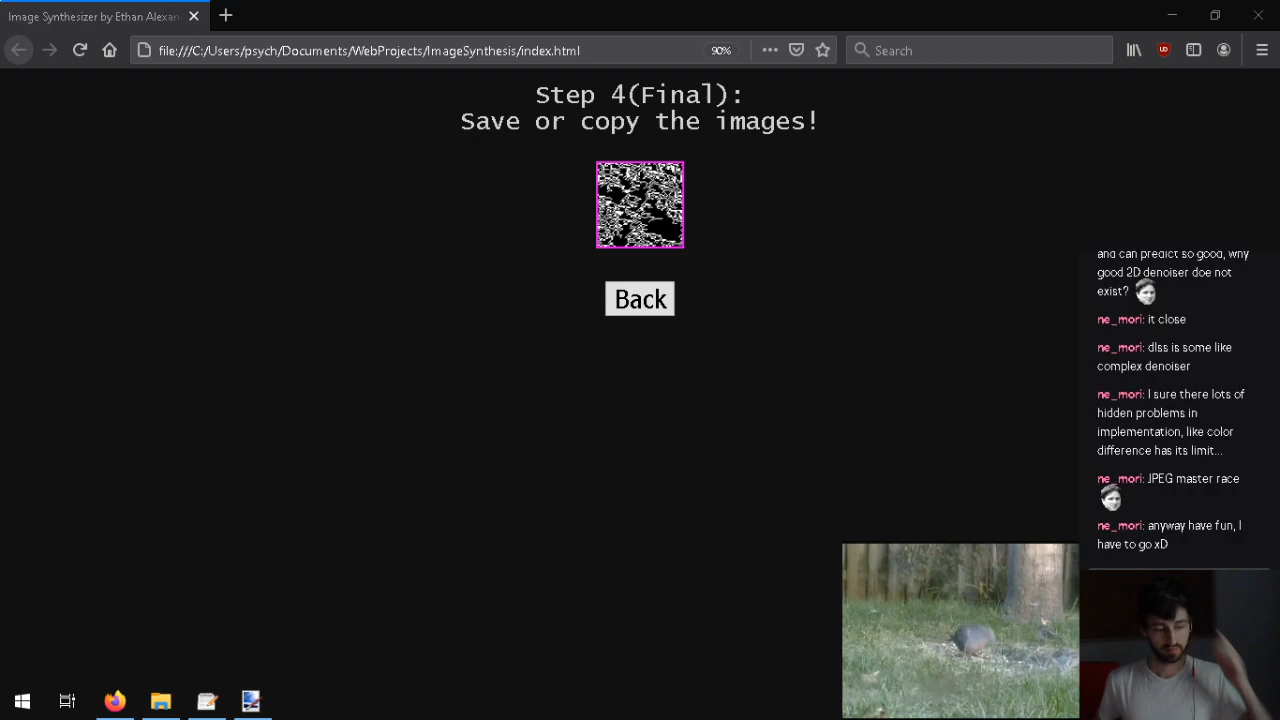 Image Synthesizer by Ethan Alexan
file:///C:/Users/psych/Documents/WebProjects/ImageSynthesis/index.html
90%
Search
Step 4(Final):
Save or copy the images!
Back
and can predict so good, why
good 2D denoiser doe not
exist?
ne_mori: it close
ne_mori: dlss is some like
complex denoiser
ne_mori: I sure there lots of
hidden problems in
implementation, like color
difference has its limit...
ne_mori: JPEG master race
ne_mori: anyway have fun, I
have to go xD